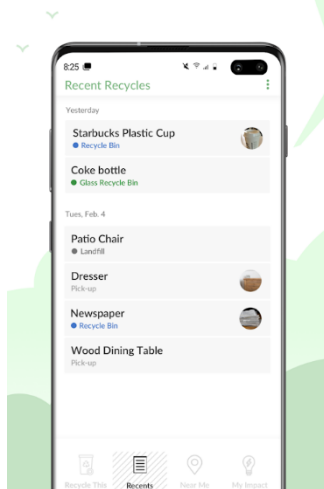 8:25
Recent Recycles
Yesterday
Starbucks Plastic Cup
Recycle Bin
Coke bottle
Glass Recycle Bin
Tues, Feb. 4
Patio Chair
Landfill
Dresser
Pick-up
Newspaper
Recycle Bin
Wood Dining Table
Pick-up
Recycle This
Recents
Near Me
My Impact